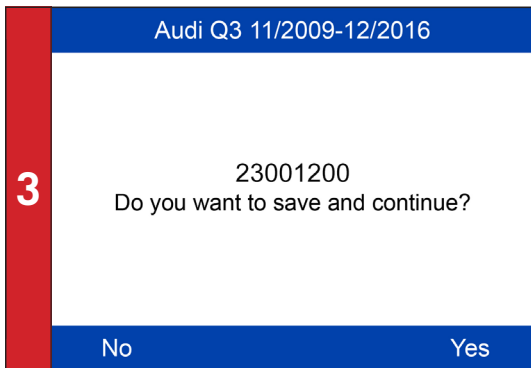 Audi Q3 11/2009-12/2016
3
23001200
Do you want to save and continue?
No Yes